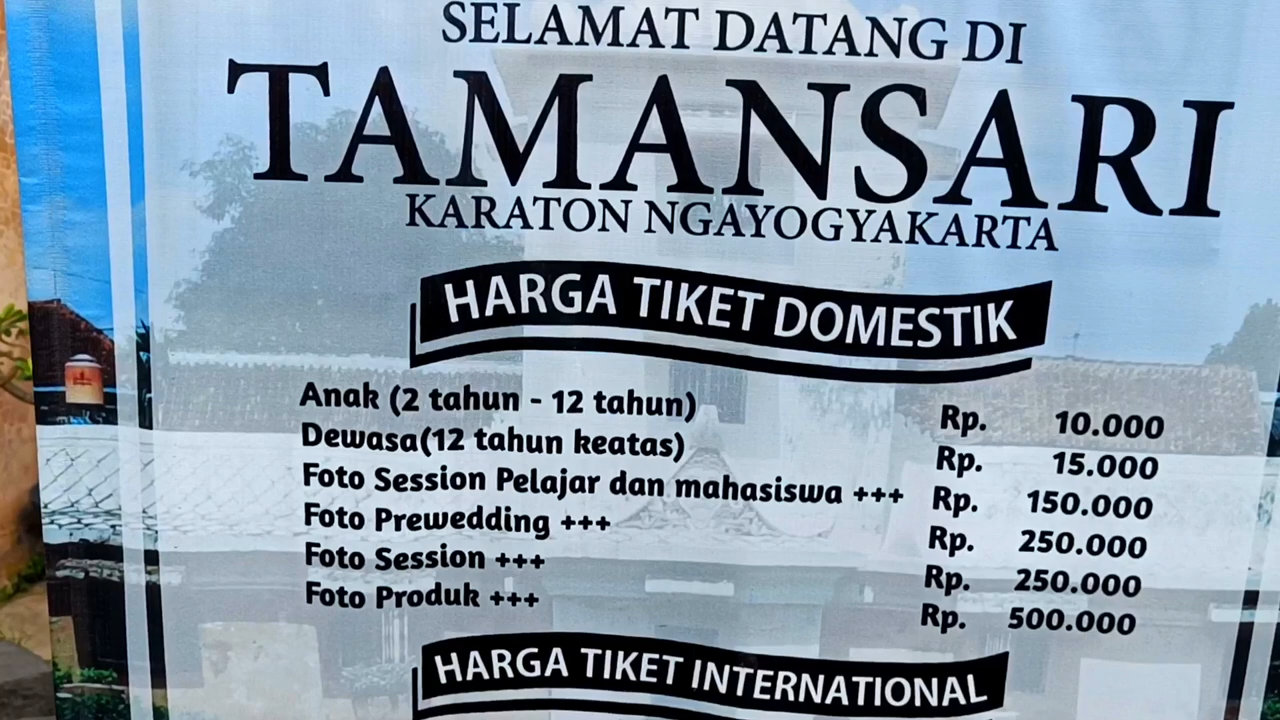 SELAMAT DATANG DI
TAMANSARI
KARATON NGAYOGYAKARTA
HARGA TIKET DOMESTIK
Anak (2 tahun - 12 tahun) Rp. 10.000
Dewasa(12 tahun keatas) Rp. 15.000
Foto Session Pelajar dan mahasiswa +++ Rp. 150.000
Foto Prewedding +++ Rp. 250.000
Foto Session +++ Rp. 250.000
Foto Produk +++ Rp. 500.000
HARGA TIKET INTERNATIONAL